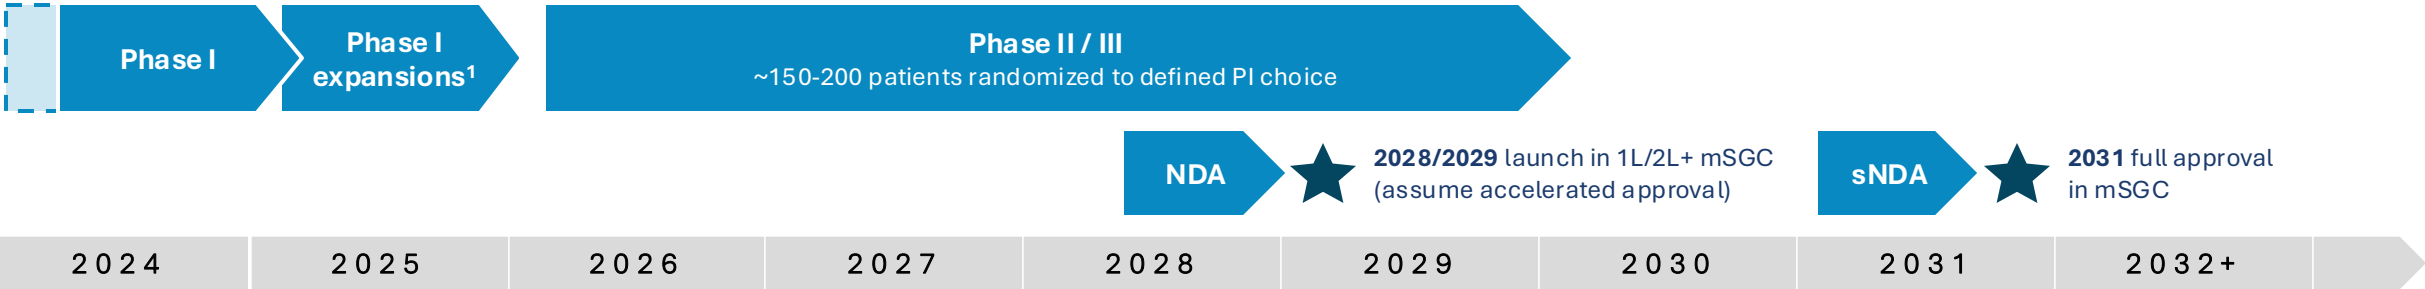 Phase I
Phase I
expansions¹
Phase II / III
~150-200 patients randomized to defined PI choice
NDA
2028/2029 launch in 1L/2L+ mSGC
(assume accelerated approval)
sNDA
2031 full approval
in mSGC
2024 2025 2026 2027 2028 2029 2030 2031 2032+